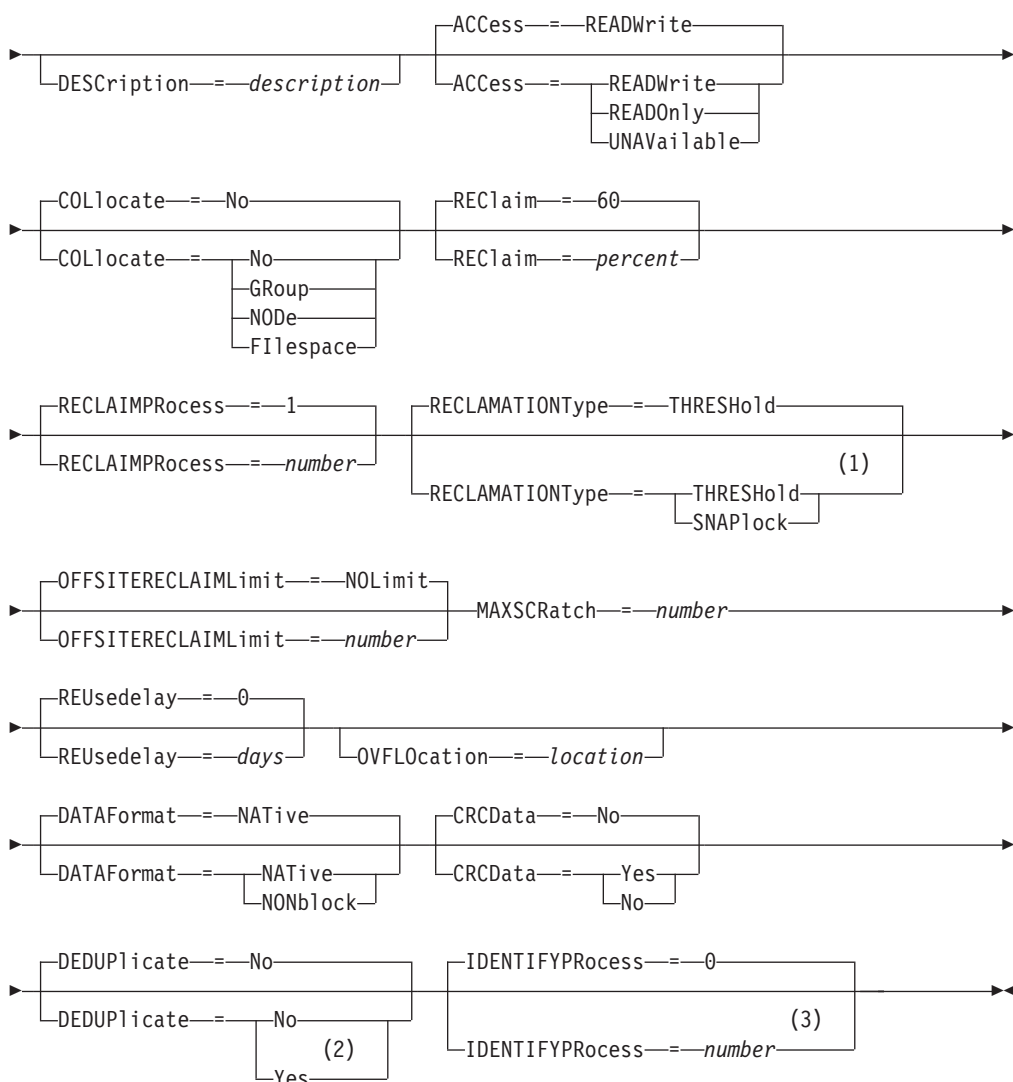 ACCess = READWrite
DESCription = description ACCess = READWrite
READOnly
UNAVailable
COLlocate = No REClaim = 60
COLlocate = No REClaim = percent
GRoup
NODe
FIlespace
RECLAIMPRocess = 1 RECLAMATIONType = THRESHold
RECLAIMPRocess = number (1)
RECLAMATIONType = THRESHold
SNAPlock
OFFSITERECLAIMLimit = NOLimit
MAXSCRatch = number
OFFSITERECLAIMLimit = number
REUsedelay = 0
REUsedelay = days OVFLOcation = location
DATAFormat = NATive CRCData = No
DATAFormat = NATive CRCData = Yes
NONblock No
DEDUPlicate = No IDENTIFYPRocess = 0
DEDUPlicate = No (3)
(2) IDENTIFYPRocess = number
Yes